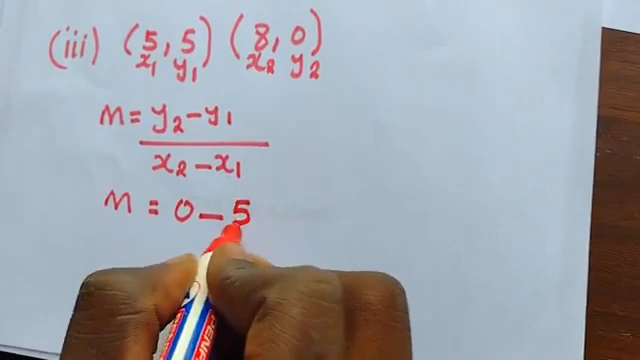 (iii) (5, 5) (8, 0)
x₁ y₁ x₂ y₂
M = y₂ - y₁
x₂ - x₁
M = 0 - 5